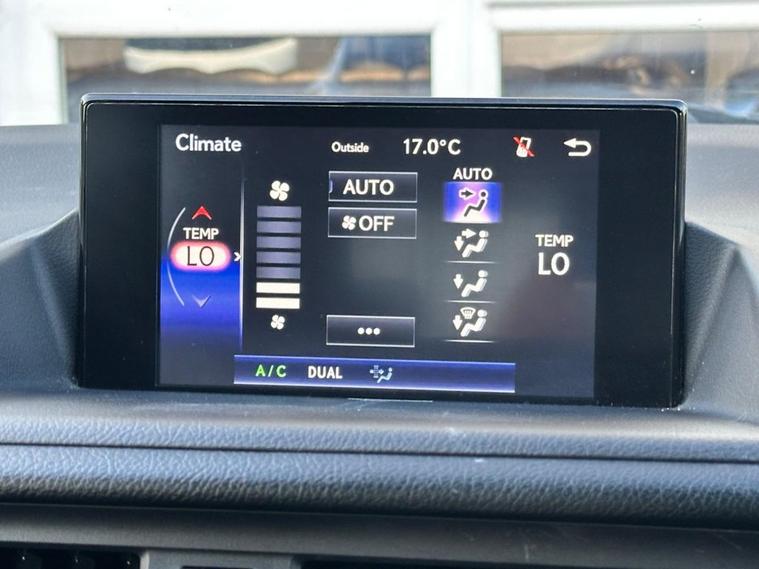 Climate
Outside 17.0°C
AUTO
AUTO
OFF
TEMP
LO
TEMP
LO
•••
A/C DUAL